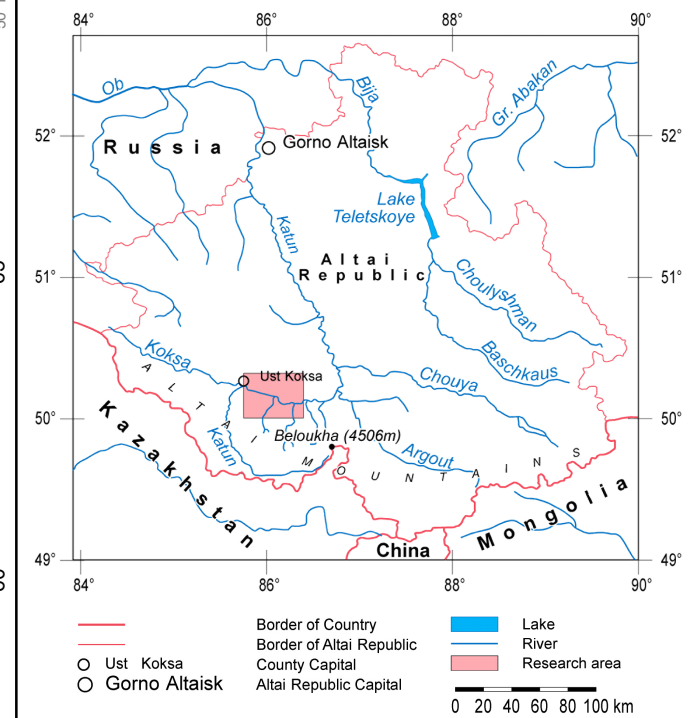 84°
86°
88°
90°
Ob
Bija
Gr. Abakan
52°
52°
Russia
Gorno Altaisk
Lake
Teletskoye
Katun
Altai
Republic
51°
51°
Choulyshman
Koksa
Baschkaus
Ust Koksa
Chouya
50°
50°
ALTAI MOUNTAINS
Beloukha (4506m)
Katun
Argout
Kazakhstan
Mongolia
China
49°
49°
84°
86°
88°
90°
Border of Country
Lake
Border of Altai Republic
River
Ust Koksa
County Capital
Research area
Gorno Altaisk
Altai Republic Capital
0 20 40 60 80 100 km